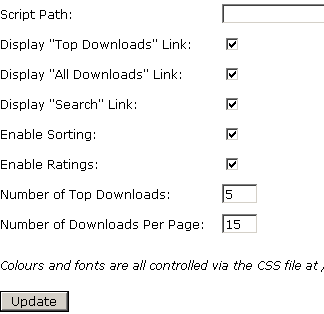 Script Path:
Display "Top Downloads" Link:
Display "All Downloads" Link:
Display "Search" Link:
Enable Sorting:
Enable Ratings:
Number of Top Downloads: 5
Number of Downloads Per Page: 15
Colours and fonts are all controlled via the CSS file at /
Update